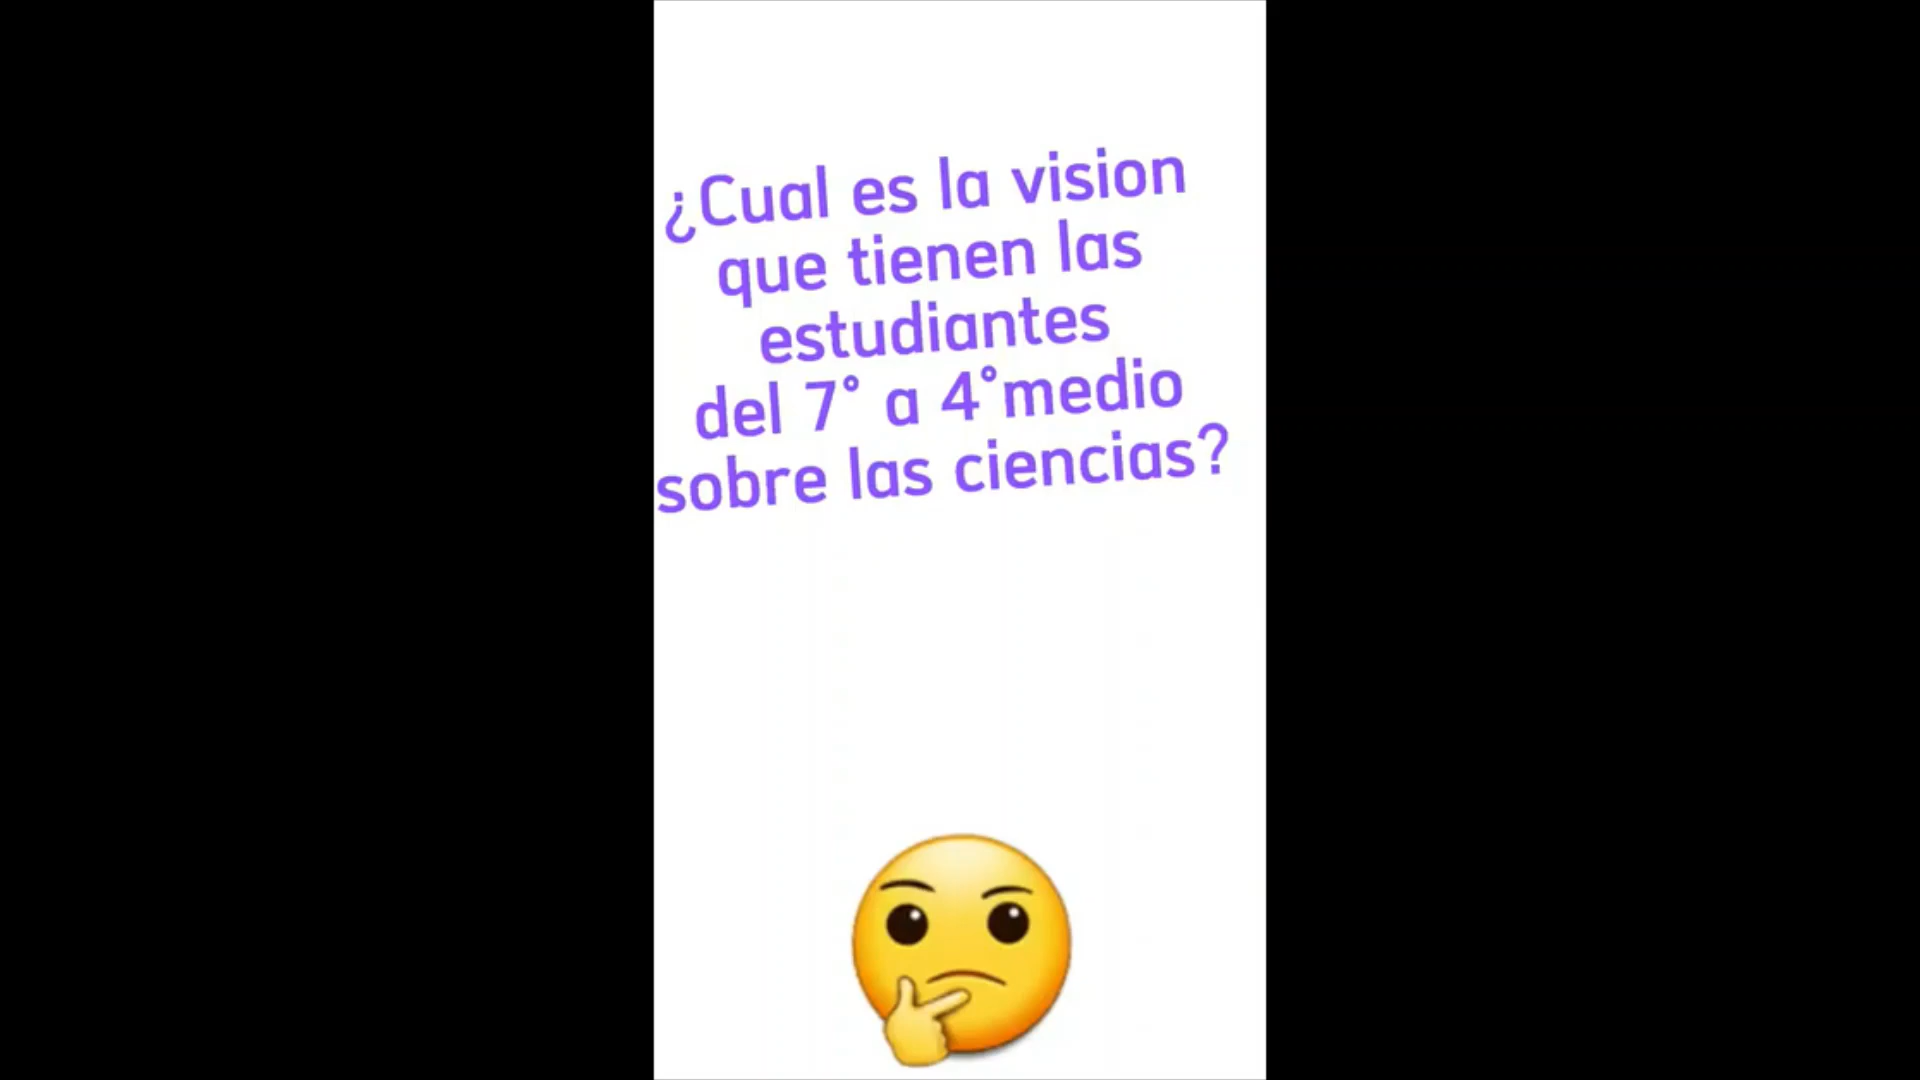 ¿Cual es la vision
que tienen las
estudiantes
del 7° a 4°medio
sobre las ciencias?